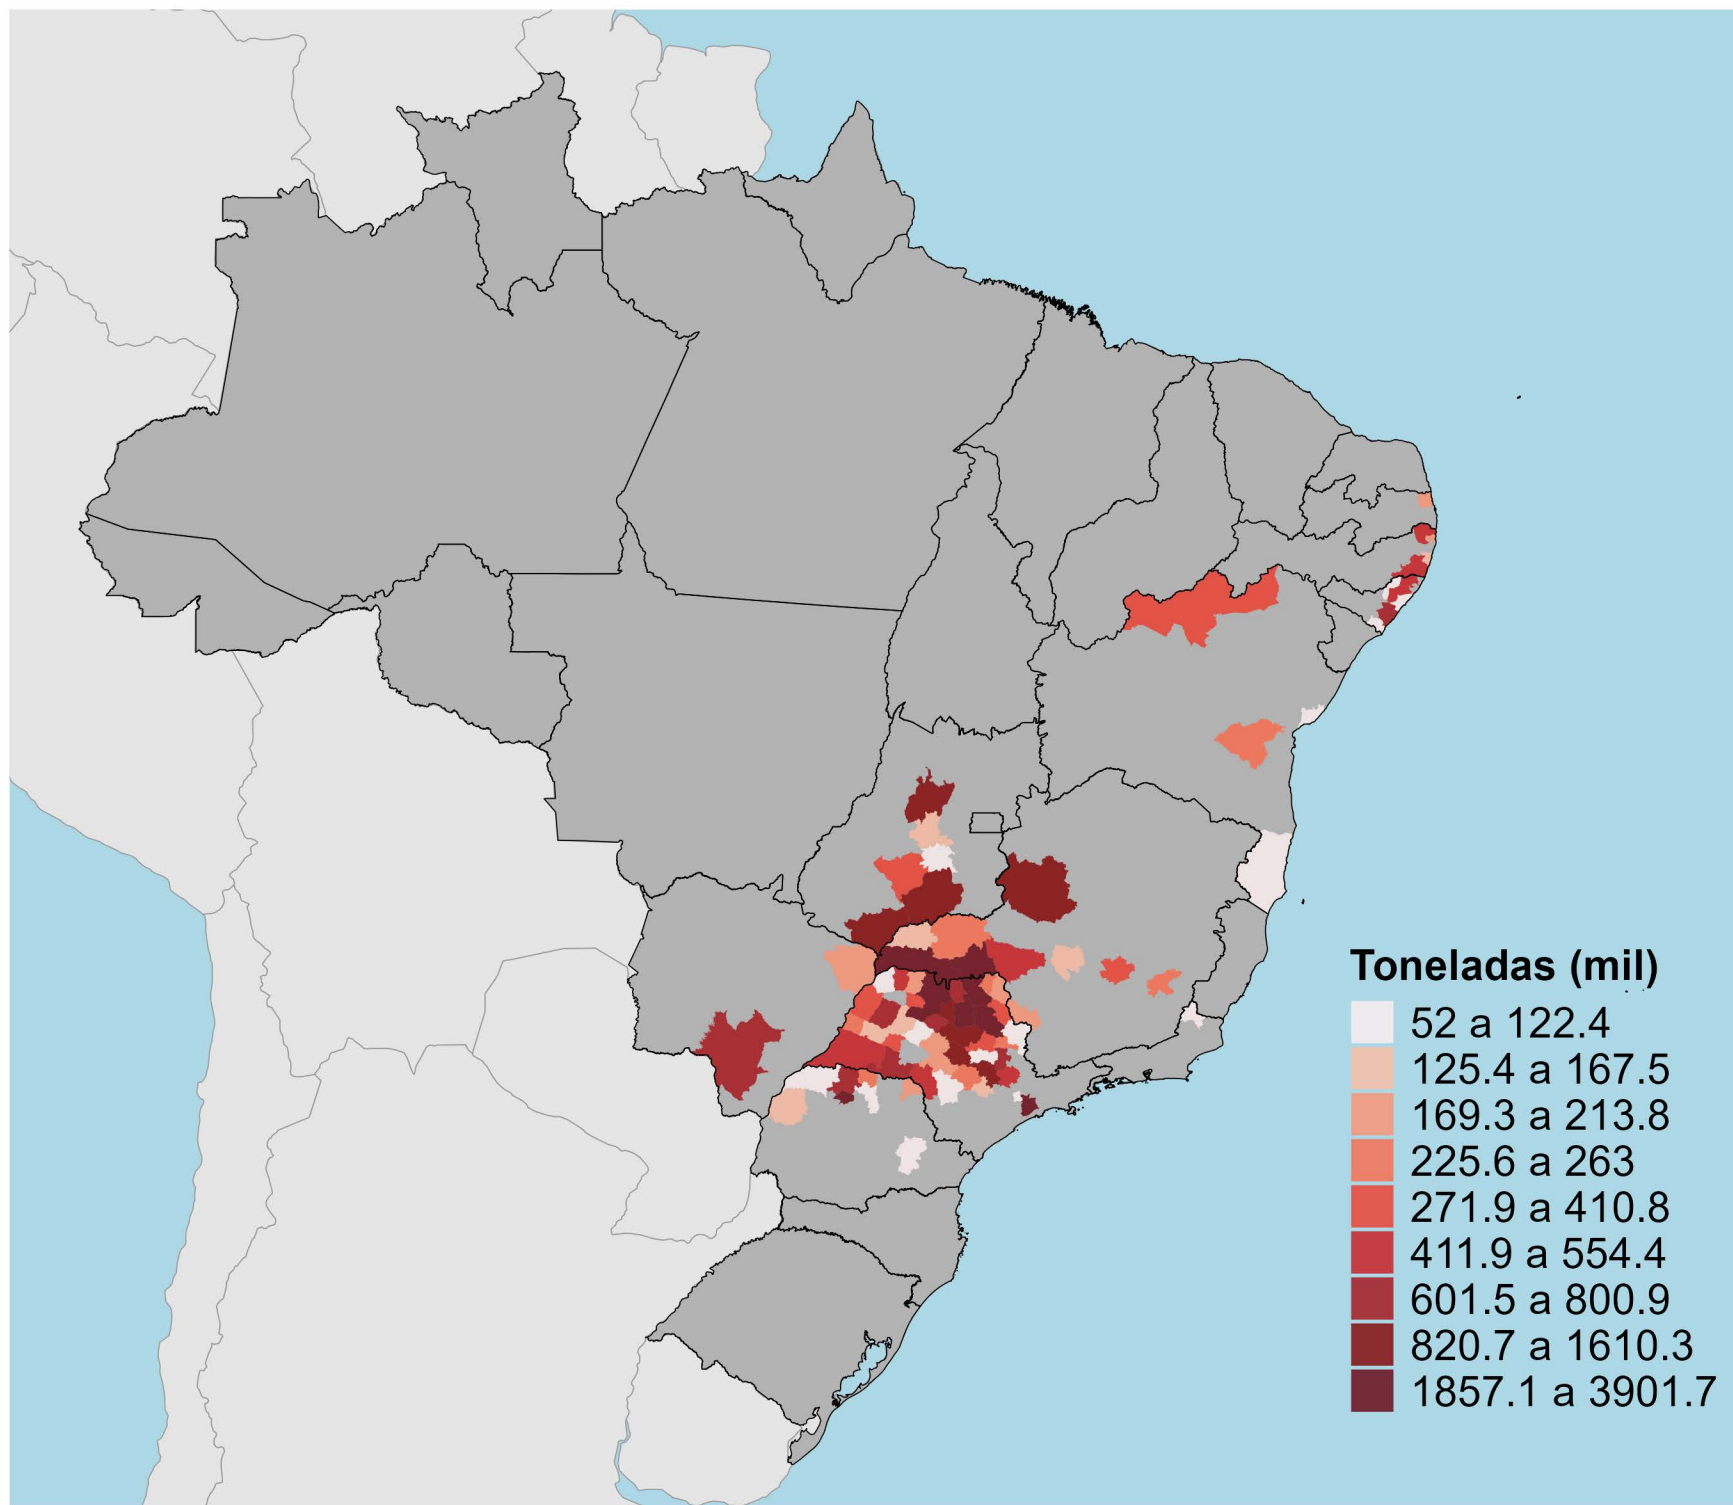 Toneladas (mil)
52 a 122.4
125.4 a 167.5
169.3 a 213.8
225.6 a 263
271.9 a 410.8
411.9 a 554.4
601.5 a 800.9
820.7 a 1610.3
1857.1 a 3901.7